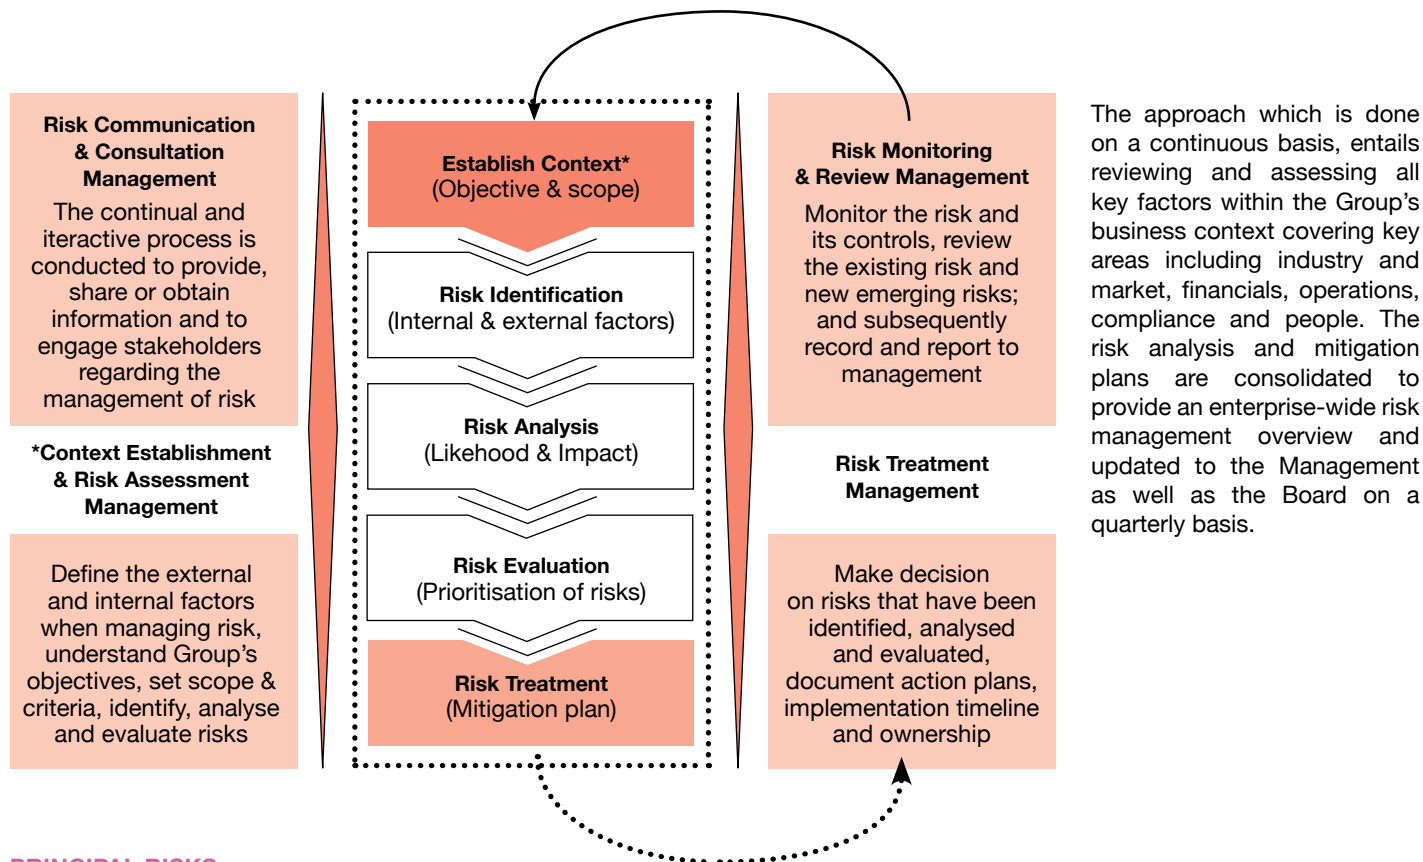 Risk Communication
& Consultation
Management
The continual and
iteractive process is
conducted to provide,
share or obtain
information and to
engage stakeholders
regarding the
management of risk
*Context Establishment
& Risk Assessment
Management
Define the external
and internal factors
when managing risk,
understand Group’s
objectives, set scope &
criteria, identify, analyse
and evaluate risks
Establish Context*
(Objective & scope)
Risk Identification
(Internal & external factors)
Risk Analysis
(Likehood & Impact)
Risk Evaluation
(Prioritisation of risks)
Risk Treatment
(Mitigation plan)
Risk Monitoring
& Review Management
Monitor the risk and
its controls, review
the existing risk and
new emerging risks;
and subsequently
record and report to
management
Risk Treatment
Management
Make decision
on risks that have been
identified, analysed
and evaluated,
document action plans,
implementation timeline
and ownership
The approach which is done
on a continuous basis, entails
reviewing and assessing all
key factors within the Group’s
business context covering key
areas including industry and
market, financials, operations,
compliance and people. The
risk analysis and mitigation
plans are consolidated to
provide an enterprise-wide risk
management overview and
updated to the Management
as well as the Board on a
quarterly basis.
PRINCIPAL RISKS